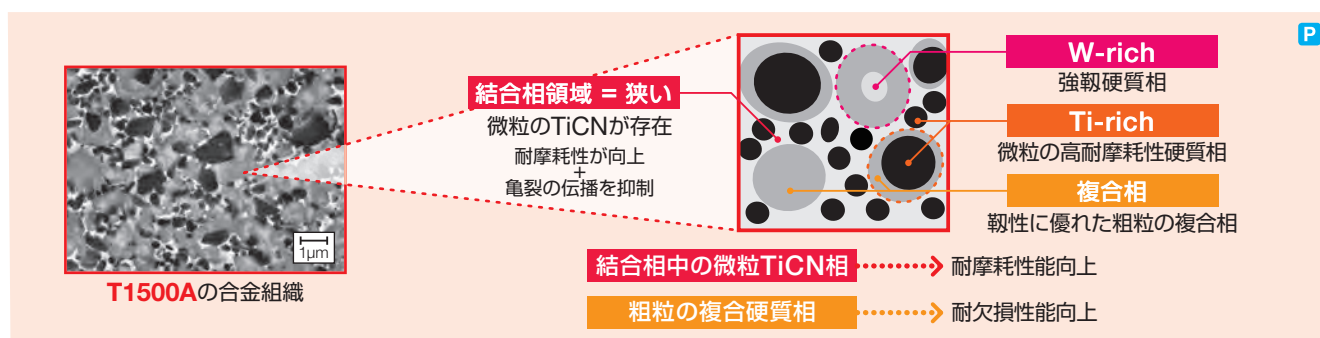 P
W-rich
強靱硬質相
結合相領域 = 狭い
微粒のTiCNが存在
耐摩耗性が向上
+
亀裂の伝播を抑制
Ti-rich
微粒の高耐摩耗性硬質相
複合相
靱性に優れた粗粒の複合相
1μm
T1500Aの合金組織
結合相中の微粒TiCN相
耐摩耗性能向上
粗粒の複合硬質相
耐欠損性能向上